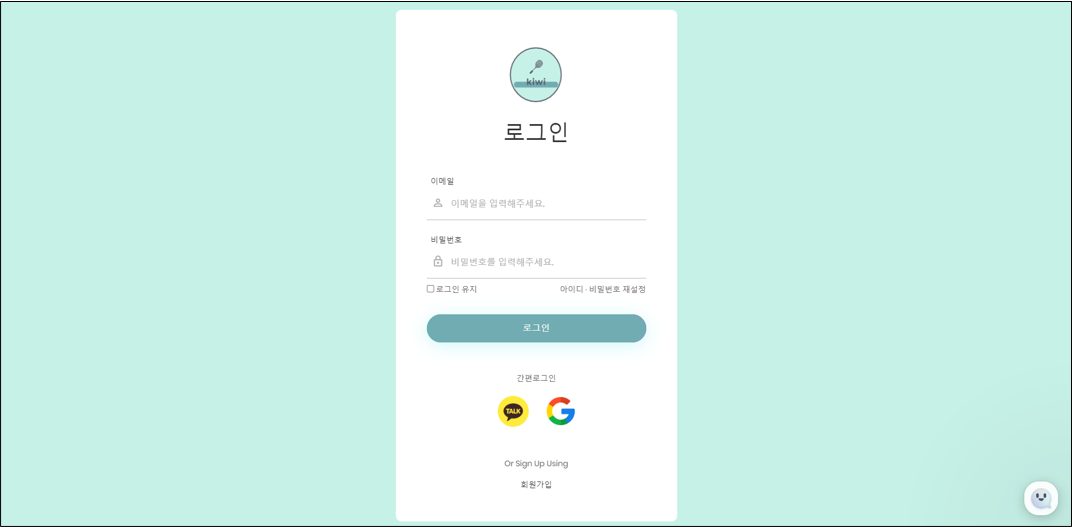 kiwi
로그인
이메일
이메일을 입력해주세요.
비밀번호
비밀번호를 입력해주세요.
로그인 유지 아이디 · 비밀번호 재설정
로그인
간편로그인
TALK
Or Sign Up Using
회원가입